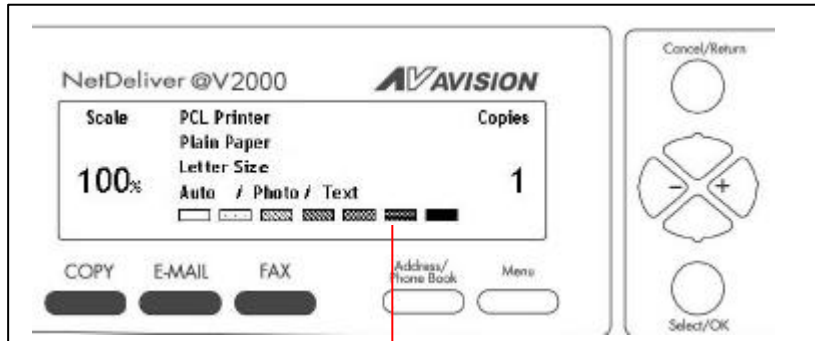 Cancel/Return
NetDeliver @V2000 AVAVISION
Scale PCL Printer Copies
Plain Paper
Letter Size
100% Auto / Photo / Text 1
- +
COPY E-MAIL FAX Address/ Menu
Phone Book
Select/OK